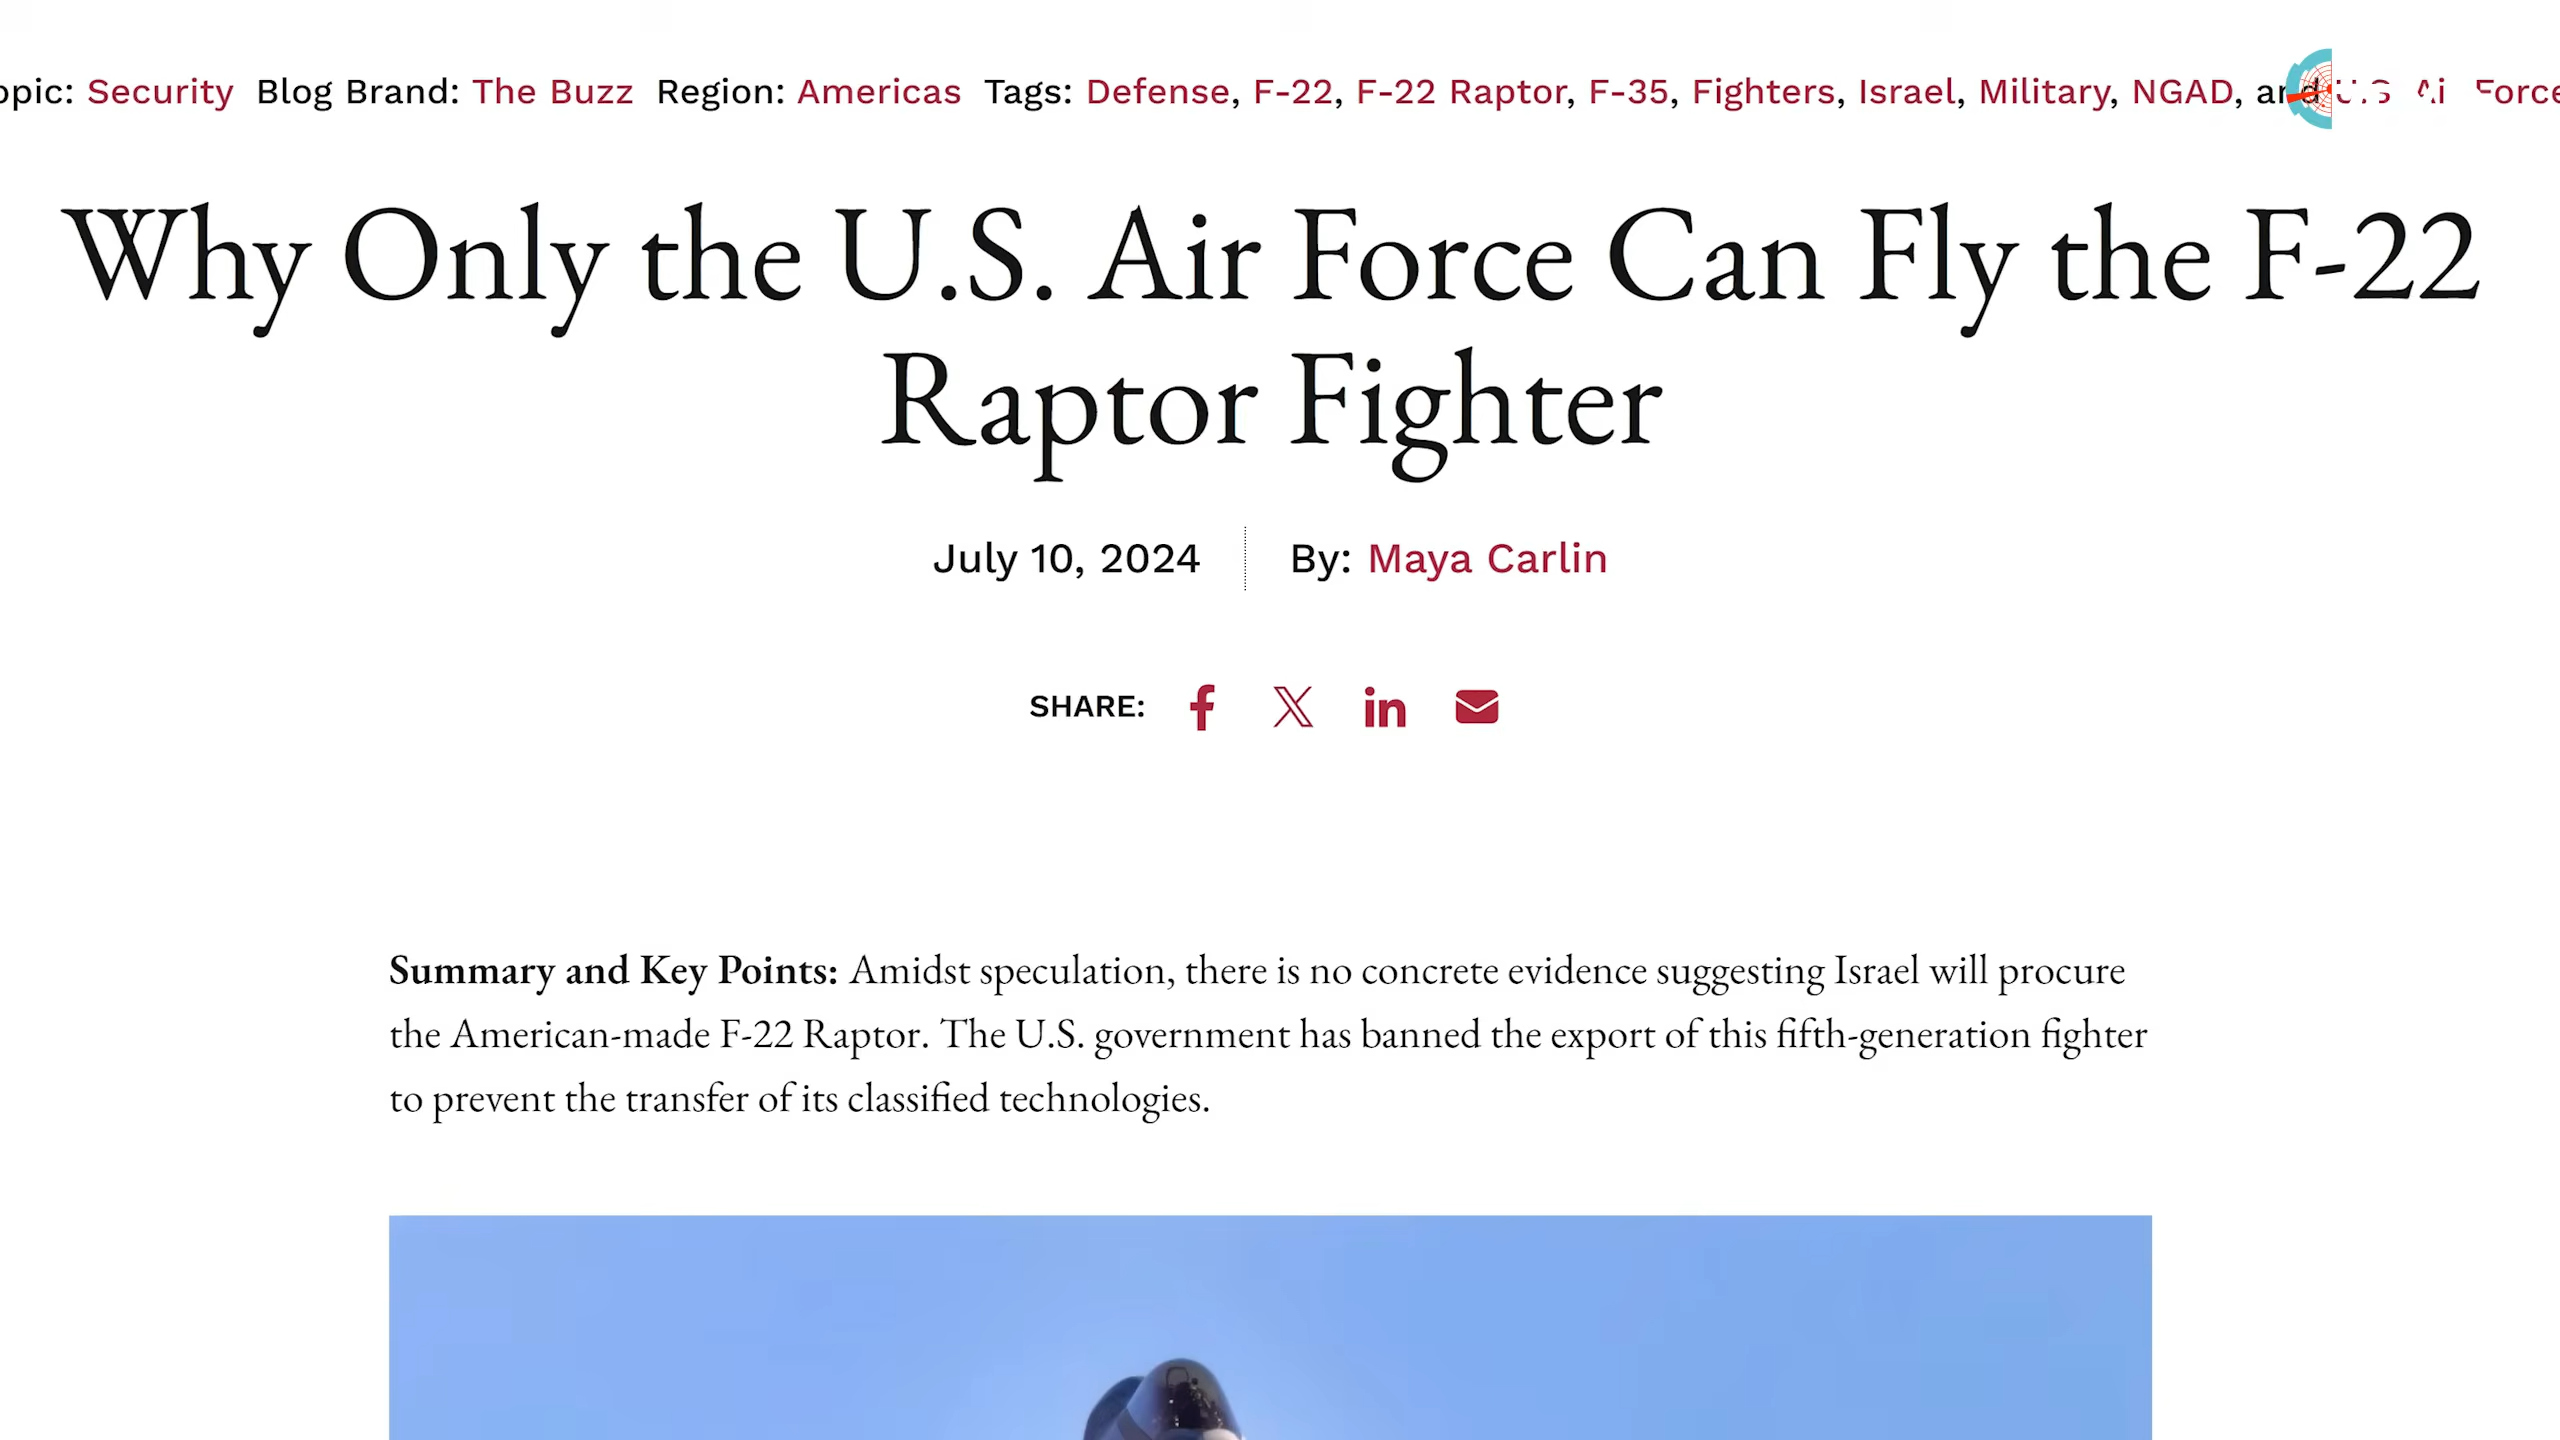 opic: Security Blog Brand: The Buzz Region: Americas Tags: Defense, F-22, F-22 Raptor, F-35, Fighters, Israel, Military, NGAD, and Force
Why Only the U.S. Air Force Can Fly the F-22
Raptor Fighter
July 10, 2024 By: Maya Carlin
SHARE:
Summary and Key Points: Amidst speculation, there is no concrete evidence suggesting Israel will procure
the American-made F-22 Raptor. The U.S. government has banned the export of this fifth-generation fighter
to prevent the transfer of its classified technologies.